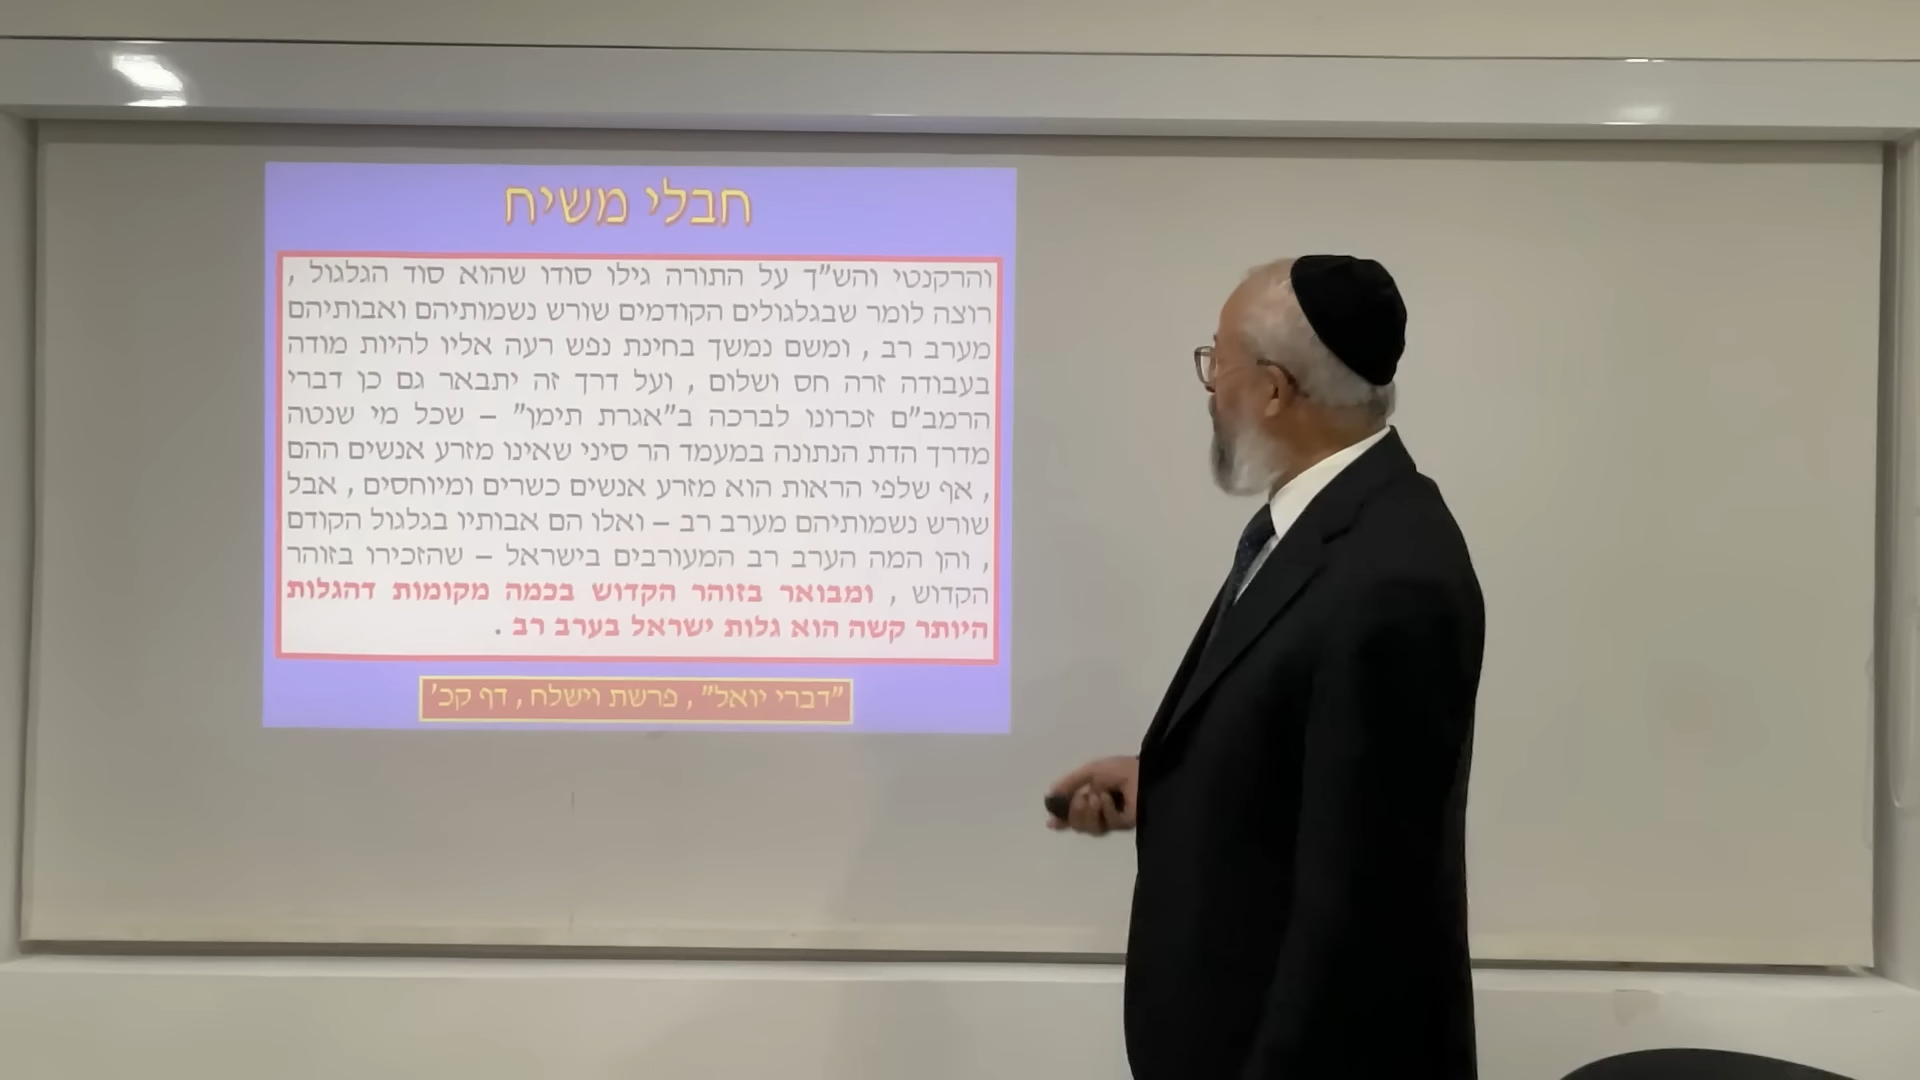 חבלי משיח
והרקנטי והש"ך על התורה גילו סודו שהוא סוד הגלגול ,
רוצה לומר שבגלגולים הקודמים שורש נשמותיהם ואבותיהם
מערב רב , ומשם נמשך בחינת נפש רעה אליו להיות מודה
בעבודה זרה חס ושלום , ועל דרך זה יתבאר גם כן דברי
הרמב"ם זכרונו לברכה ב"אגרת תימן" – שכל מי שנטה
מדרך הדת הנתונה במעמד הר סיני שאינו מזרע אנשים ההם
, אף שלפי הראות הוא מזרע אנשים כשרים ומיוחסים , אבל
שורש נשמותיהם מערב רב – ואלו הם אבותיו בגלגול הקודם
, והן המה הערב רב המעורבים בישראל – שהזכירו בזוהר
הקדוש , ומבואר בזוהר הקדוש בכמה מקומות דהגלות
היותר קשה הוא גלות ישראל בערב רב .
"דברי יואל" , פרשת וישלח , דף קכ'